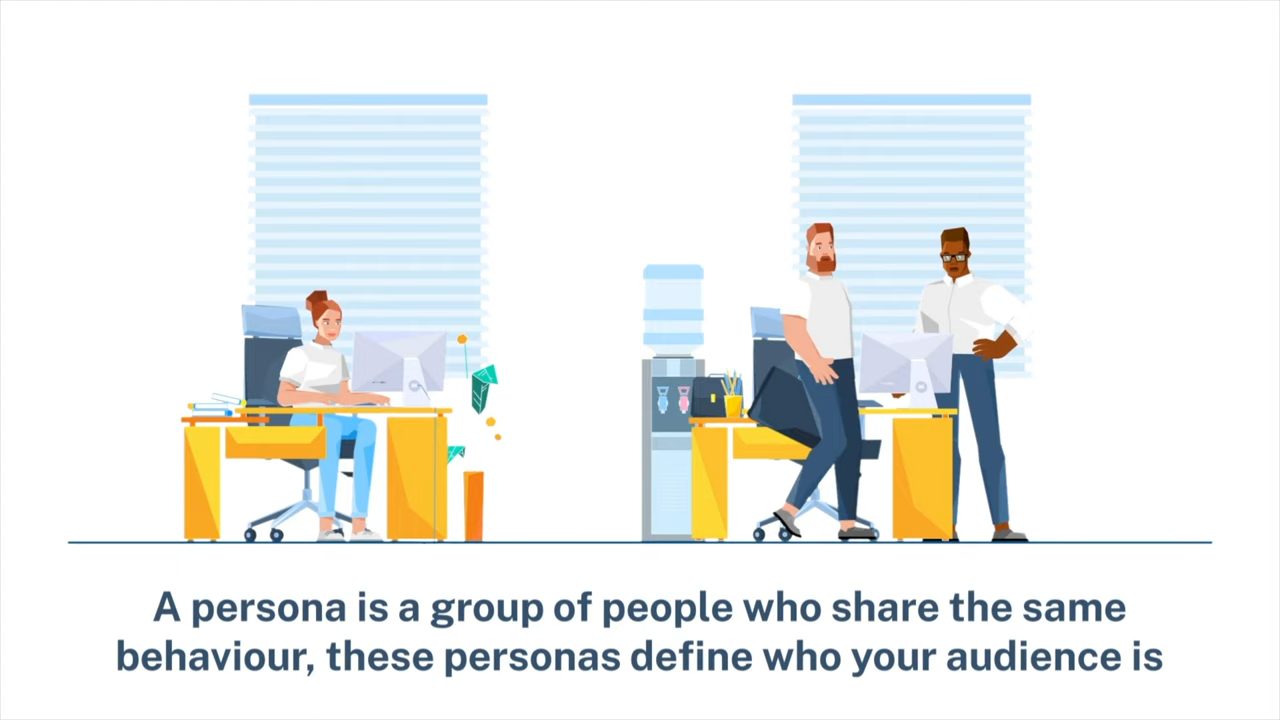 A persona is a group of people who share the same
behaviour, these personas define who your audience is